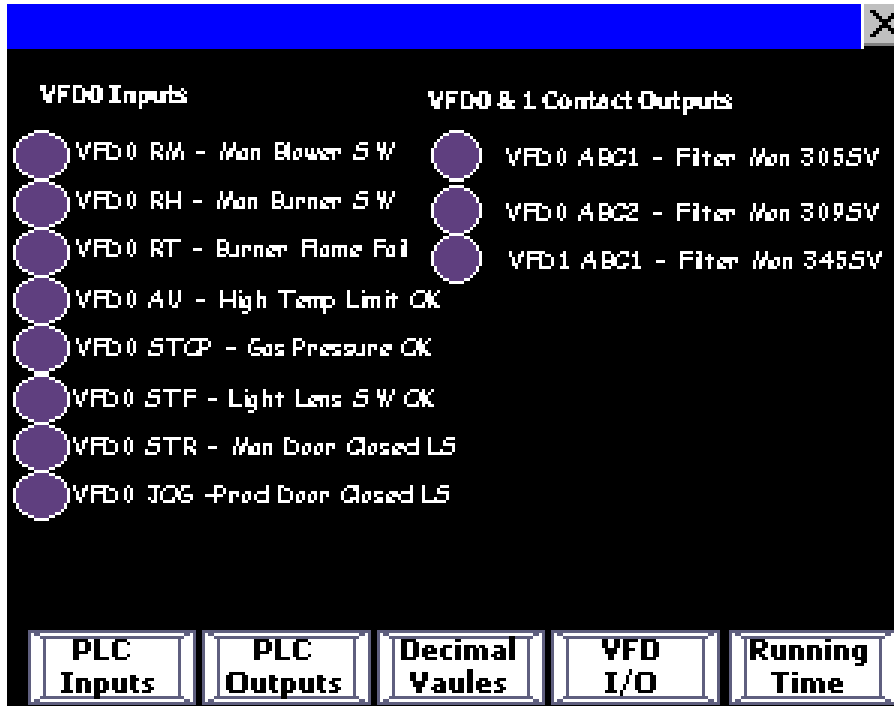 VFD0 Inputs
VFD0 RM - Man Blower SW
VFD0 RH - Man Burner SW
VFD0 RT - Burner Flame Fail
VFD0 AU - High Temp Limit OK
VFD0 STOP - Gas Pressure OK
VFD0 STF - Light Lens SW OK
VFD0 STR - Man Door Closed LS
VFD0 JOG -Prod Door Closed LS
VFD0 & 1 Contact Outputs
VFD0 ABC1 - Filter Mon 305SV
VFD0 ABC2 - Filter Mon 309SV
VFD1 ABC1 - Filter Mon 345SV
PLC
Inputs
PLC
Outputs
Decimal
Vaules
VFD
I/O
Running
Time